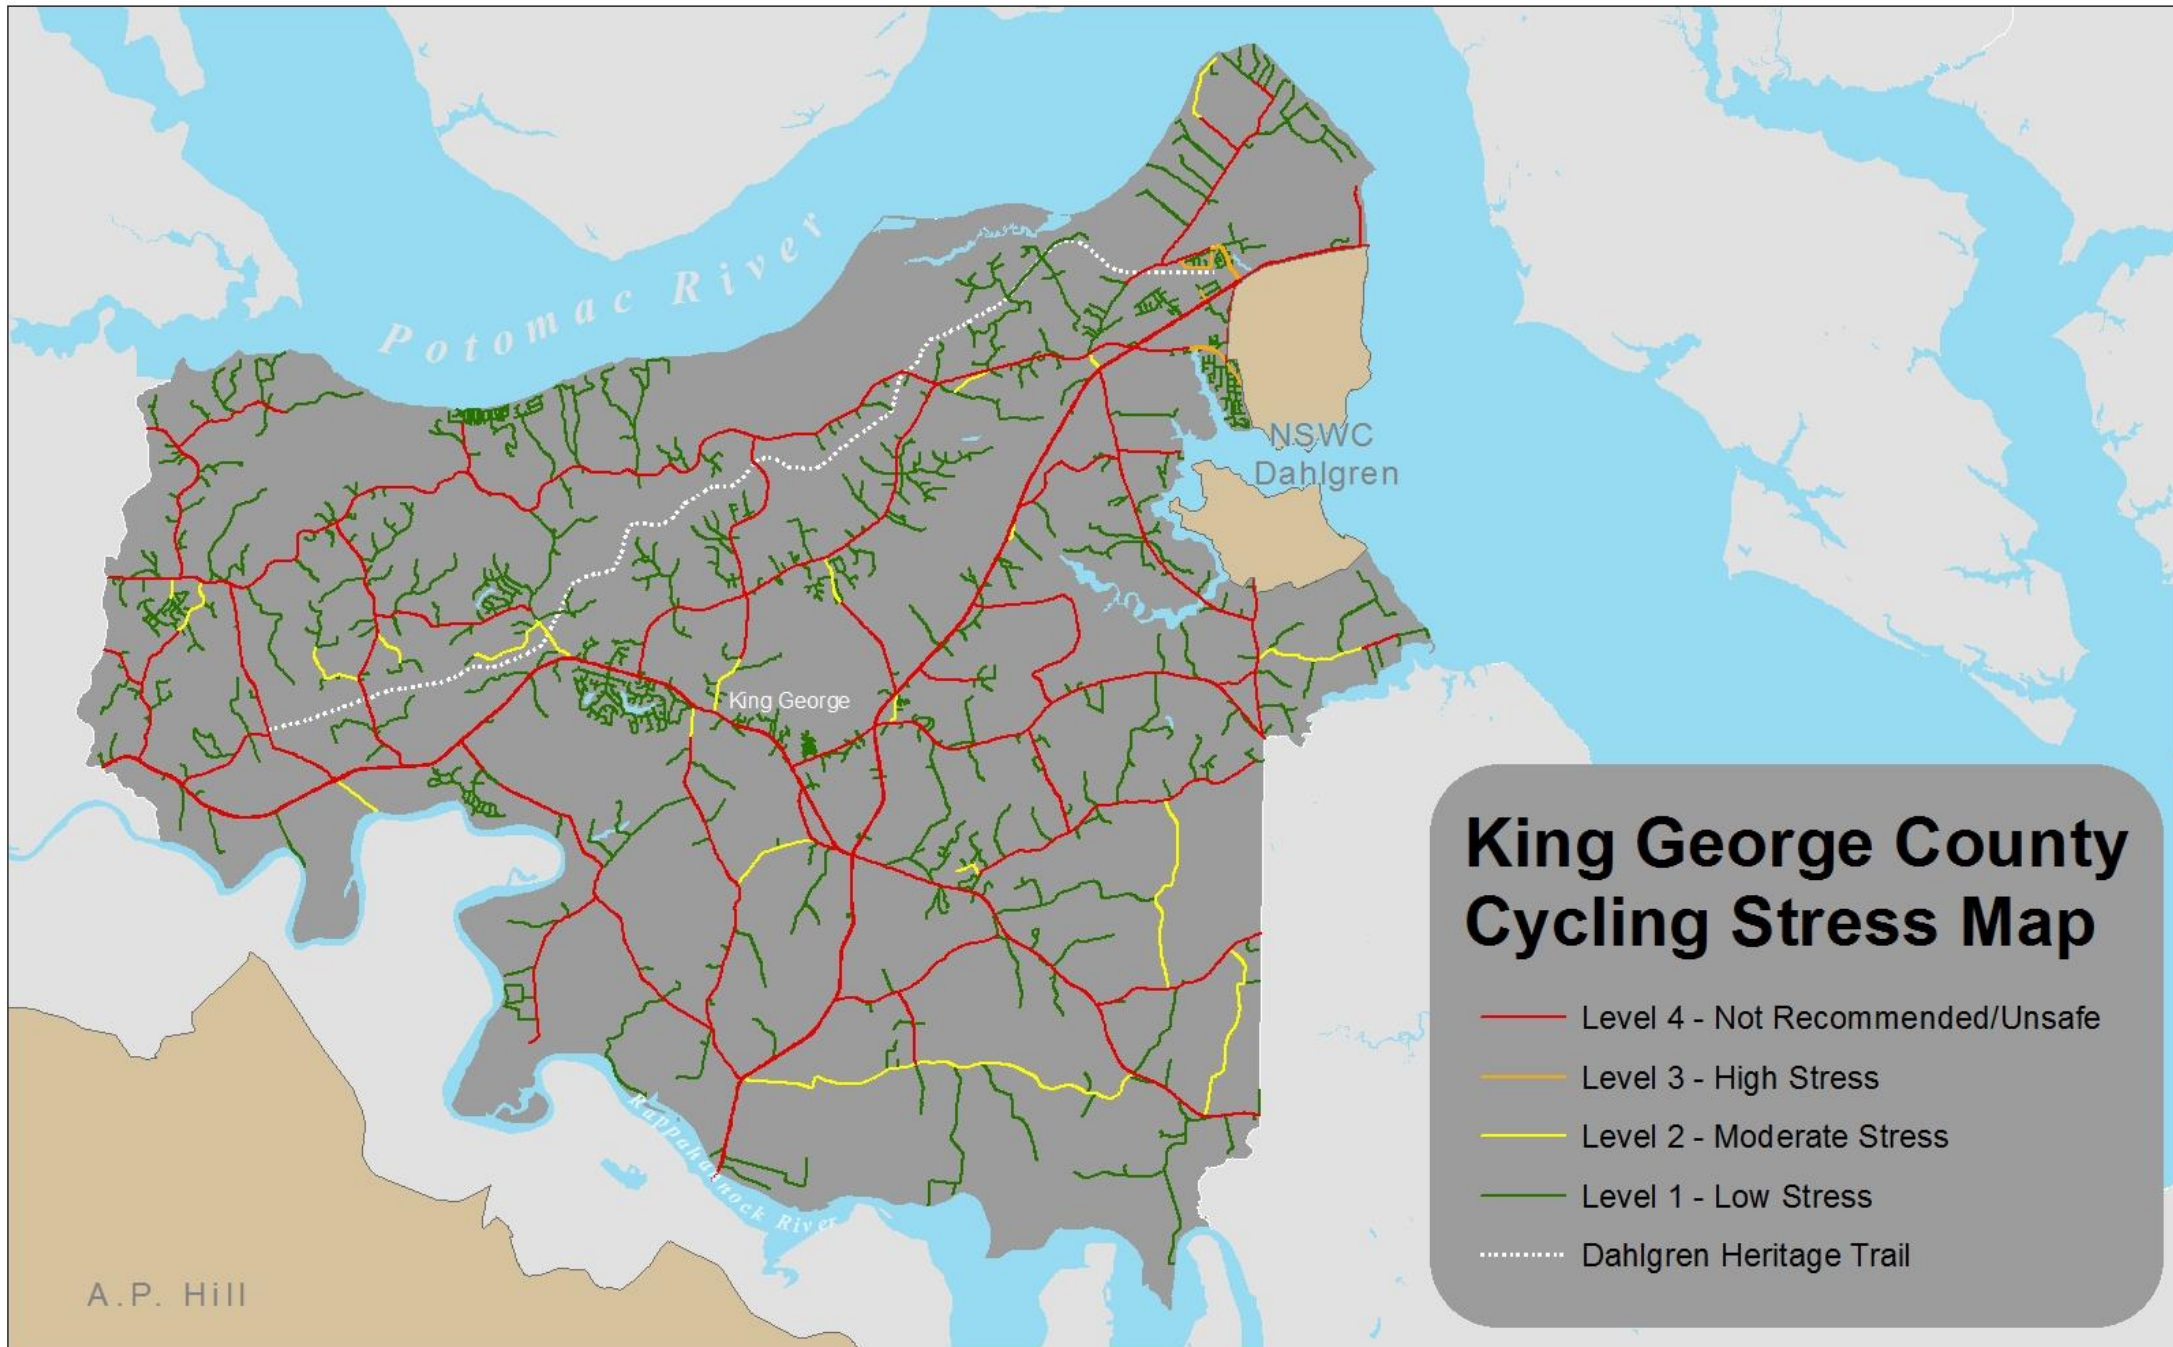 Potomac River
NSWC
Dahlgren
King George
King George County
Cycling Stress Map
Level 4 - Not Recommended/Unsafe
Level 3 - High Stress
Level 2 - Moderate Stress
Level 1 - Low Stress
Dahlgren Heritage Trail
Rappahannock River
A.P. Hill